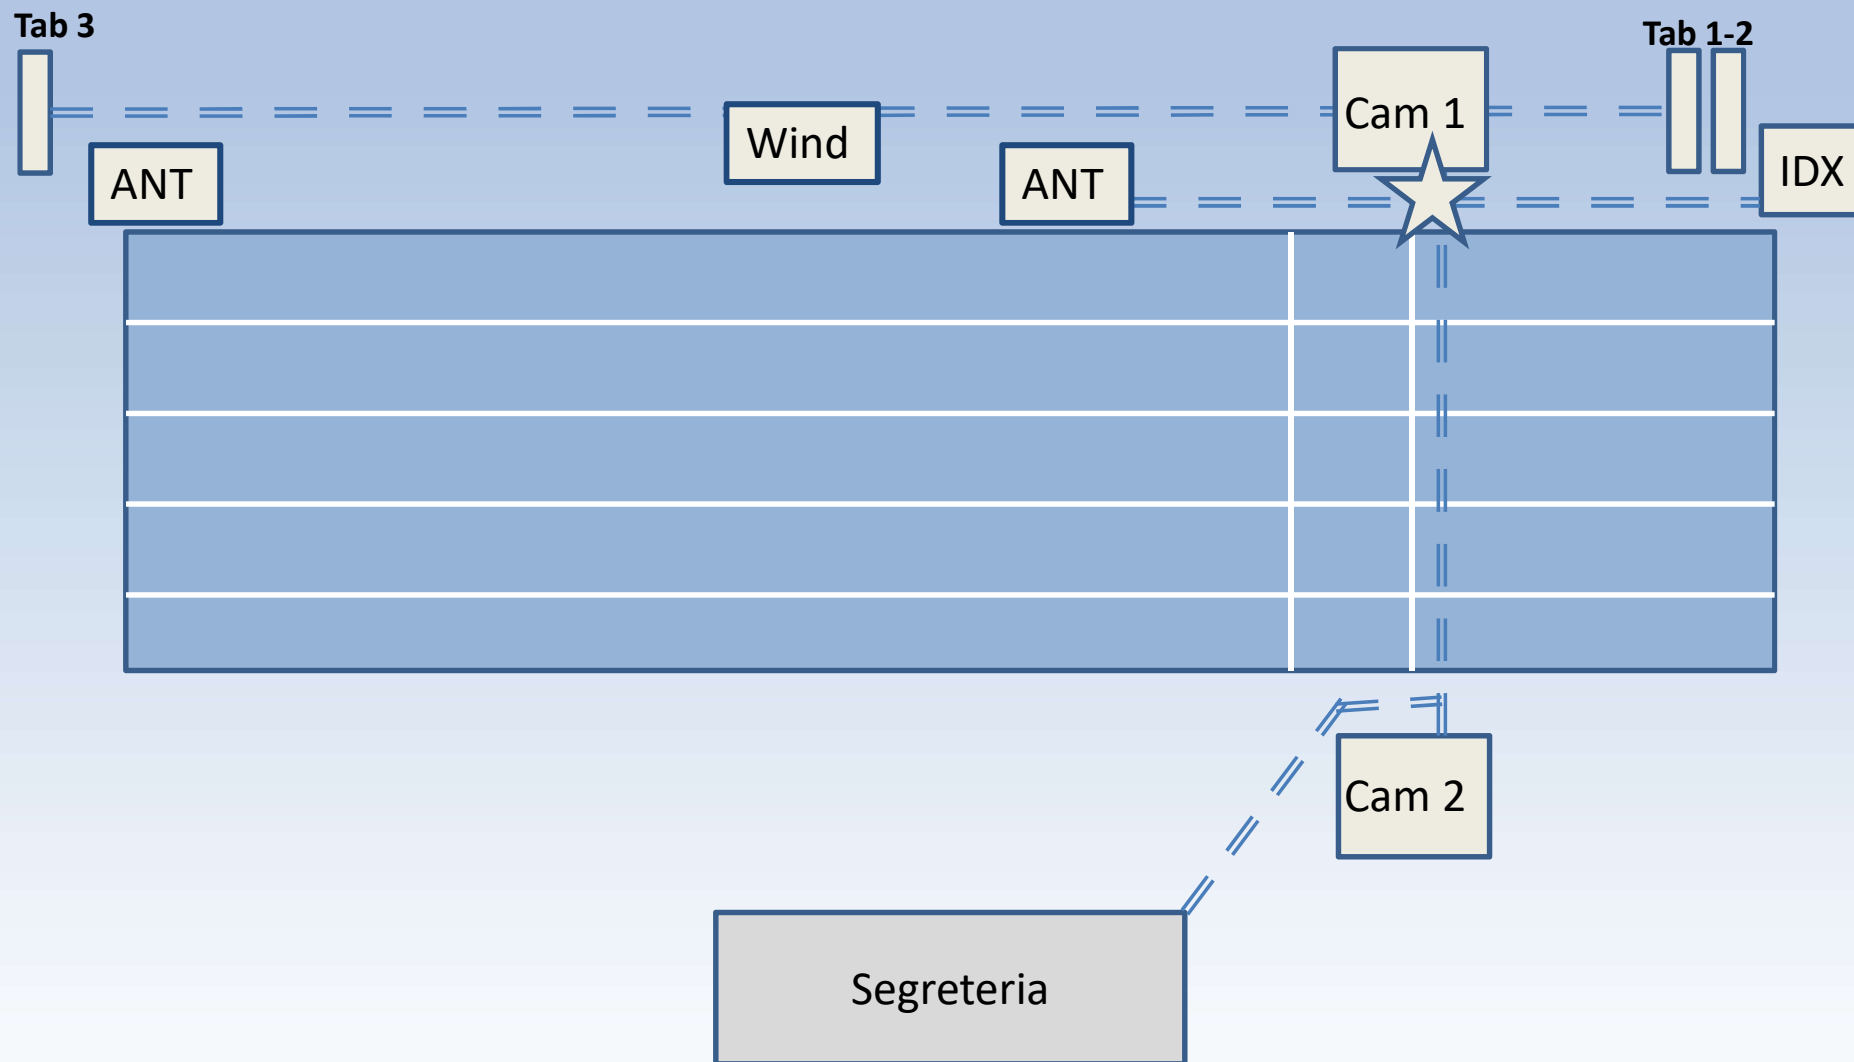 Tab 3
Tab 1-2
Cam 1
Wind
IDX
ANT
ANT
Cam 2
Segreteria